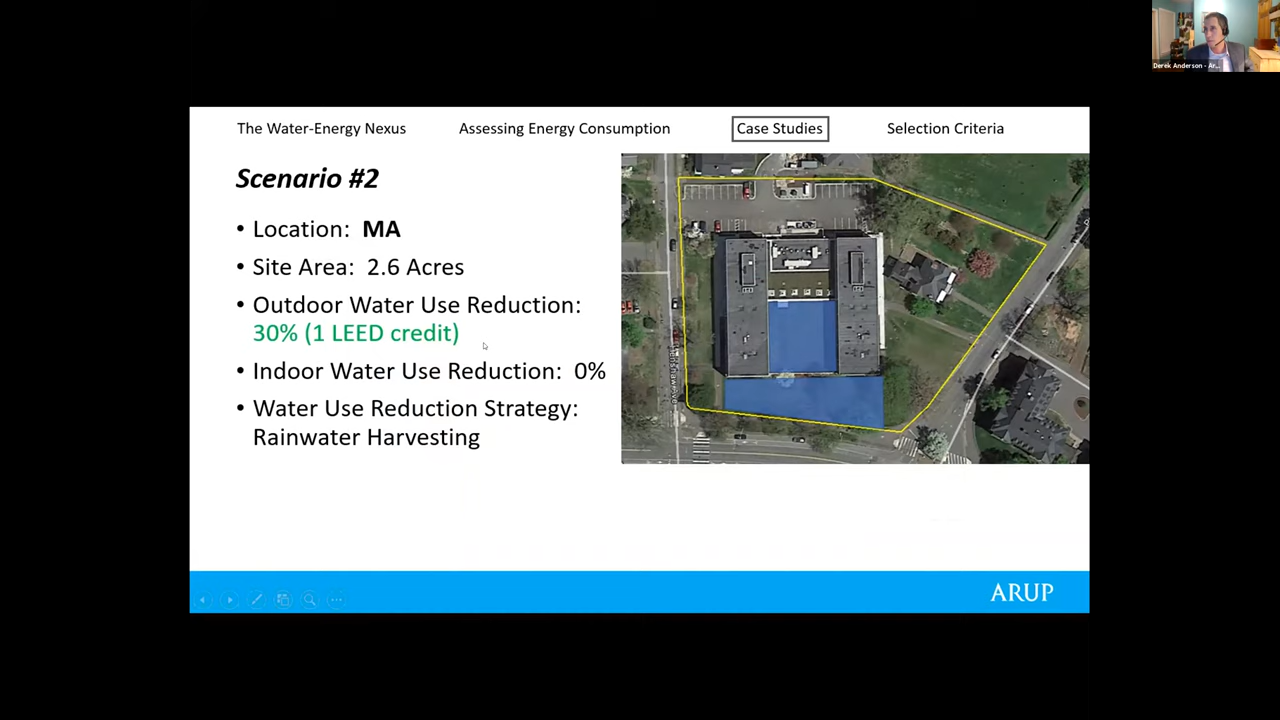 Derek Anderson - Ar...
The Water-Energy Nexus
Assessing Energy Consumption
Case Studies
Selection Criteria
Scenario #2
• Location: MA
• Site Area: 2.6 Acres
• Outdoor Water Use Reduction:
30% (1 LEED credit)
• Indoor Water Use Reduction: 0%
• Water Use Reduction Strategy:
Rainwater Harvesting
ARUP